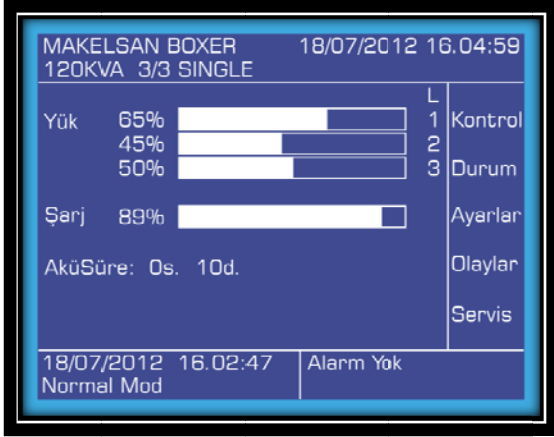 MAKELSAN BOXER 18/07/2012 16.04:59
120KVA 3/3 SINGLE
L
Yük 65% 1
45% 2
50% 3
Şarj 89%
AküSüre: 0s. 10d.
Kontrol
Durum
Ayarlar
Olaylar
Servis
18/07/2012 16.02:47 Alarm Yok
Normal Mod